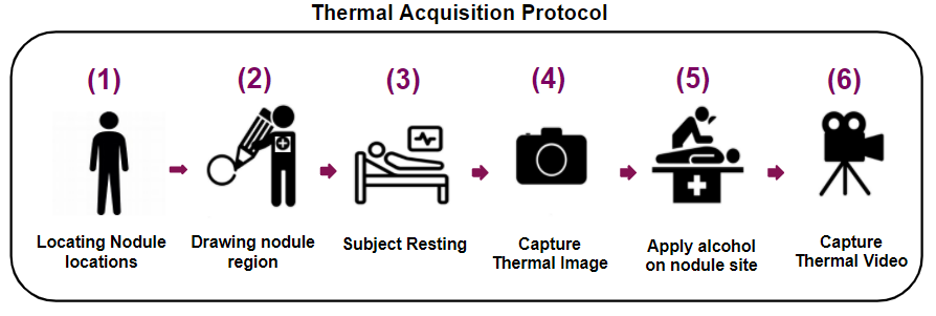 Thermal Acquisition Protocol
(1)
(2)
(3)
(4)
(5)
(6)
Locating Nodule
locations
Drawing nodule
region
Subject Resting
Capture
Thermal Image
Apply alcohol
on nodule site
Capture
Thermal Video